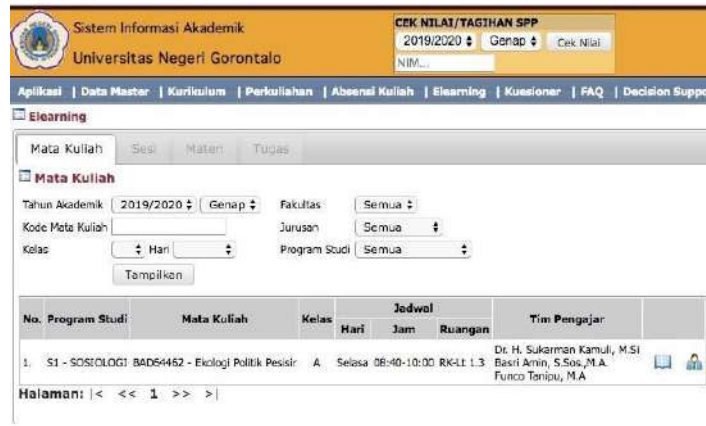 Sistem Informasi Akademik
Universitas Negeri Gorontalo
CEK NILAI/TAGIHAN SPP
2019/2020 Genap Cek Nilai
NIM...
Aplikasi | Data Master | Kurikulum | Perkuliahan | Absensi Kuliah | Elearning | Kuesioner | FAQ | Decision Suppo
Elearning
Mata Kuliah Sesi Materi Tugas
Mata Kuliah
Tahun Akademik 2019/2020 Genap Fakultas Semua
Kode Mata Kuliah Jurusan Semua
Kelas Hari Program Studi Semua
Tampilkan
No. Program Studi Mata Kuliah Kelas Jadwal Tim Pengajar
Hari Jam Ruangan
1. S1 - SOSIOLOGI BAD54462 - Ekologi Politik Pesisir A Selasa 08:40-10:00 RK-Lt 1.3 Dr. H. Sukarman Kamuli, M.Si
Basri Amin, S.Sos.,M.A.
Funco Tanipu, M.A
Halaman: |< << 1 >> >|